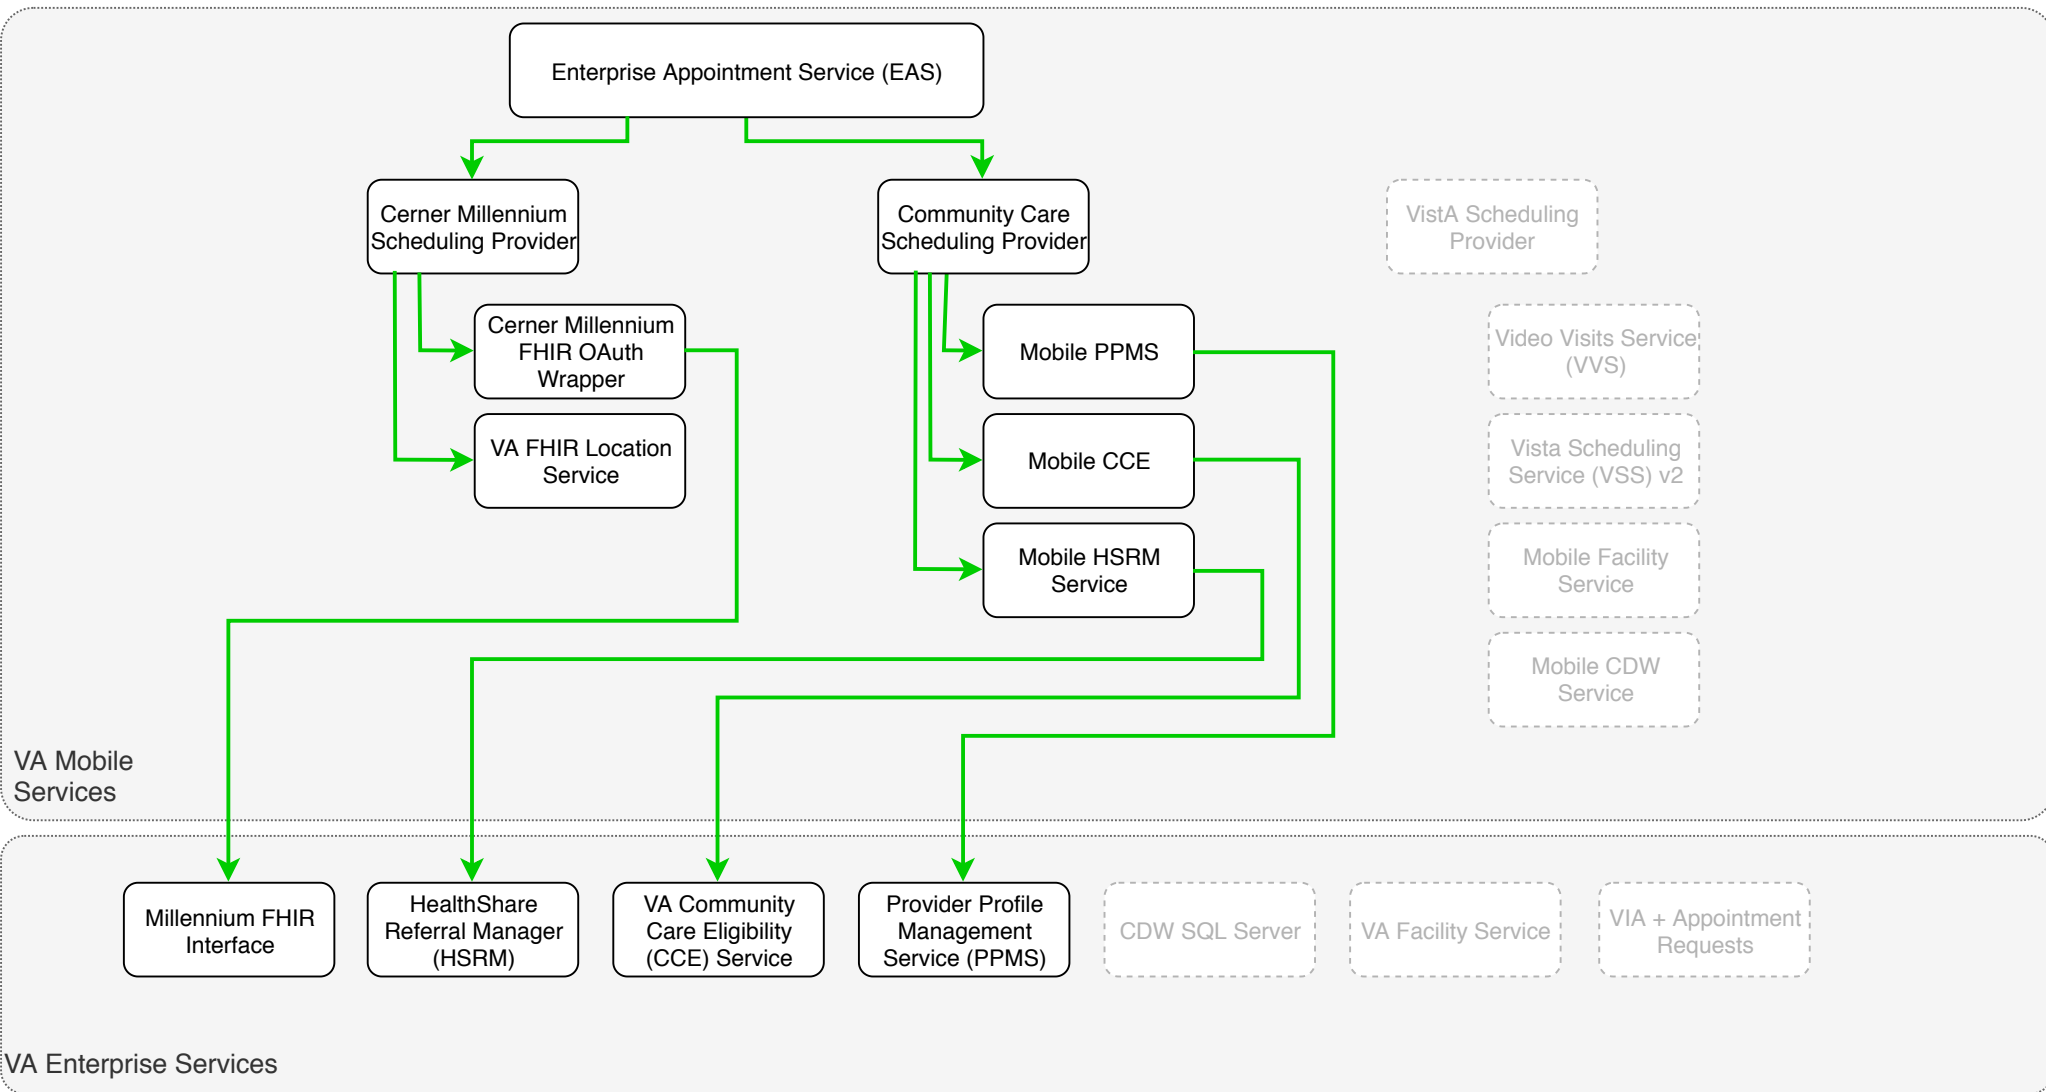 Enterprise Appointment Service (EAS)
Cerner Millennium
Scheduling Provider
Community Care
Scheduling Provider
VistA Scheduling
Provider
Cerner Millennium
FHIR OAuth
Wrapper
Mobile PPMS
Video Visits Service
(VVS)
VA FHIR Location
Service
Mobile CCE
Vista Scheduling
Service (VSS) v2
Mobile HSRM
Service
Mobile Facility
Service
Mobile CDW
Service
VA Mobile
Services
Millennium FHIR
Interface
HealthShare
Referral Manager
(HSRM)
VA Community
Care Eligibility
(CCE) Service
Provider Profile
Management
Service (PPMS)
CDW SQL Server
VA Facility Service
VIA + Appointment
Requests
VA Enterprise Services